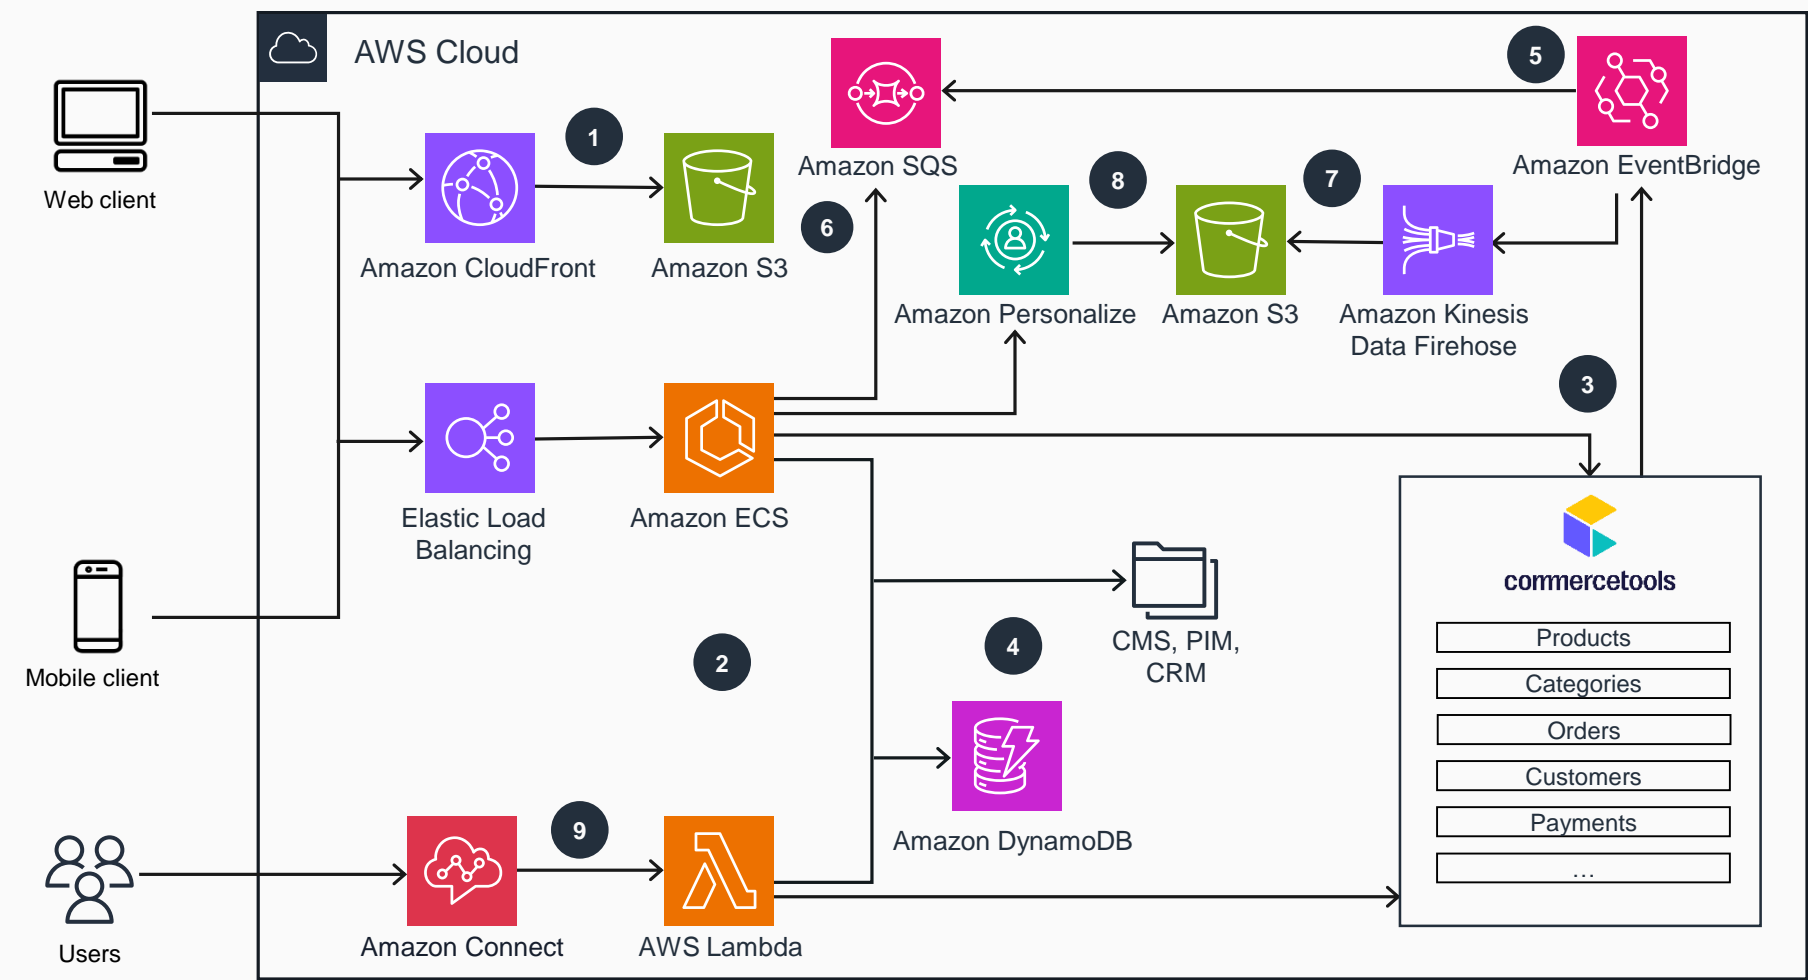 AWS Cloud
5
1
Amazon SQS
Amazon EventBridge
8
7
Web client
6
Amazon CloudFront
Amazon S3
Amazon Personalize
Amazon S3
Amazon Kinesis
Data Firehose
3
Elastic Load
Balancing
Amazon ECS
commercetools
Products
CMS, PIM,
CRM
4
2
Mobile client
Categories
Orders
Customers
Payments
...
9
Amazon DynamoDB
Users
Amazon Connect
AWS Lambda